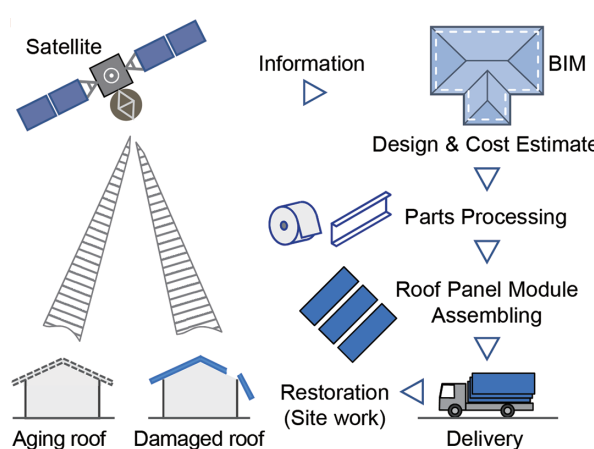 Satellite
Information
BIM
Design & Cost Estimate
Parts Processing
Roof Panel Module
Assembling
Restoration
(Site work)
Delivery
Aging roof
Damaged roof